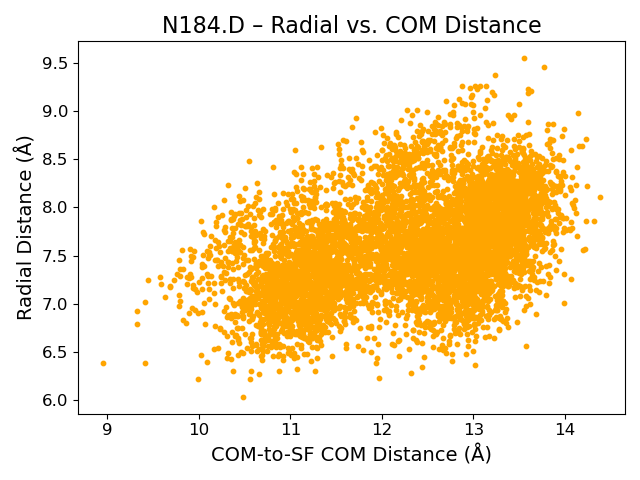 N184.D – Radial vs. COM Distance
Radial Distance (Å)
9.5
9.0
8.5
8.0
7.5
7.0
6.5
6.0
9 10 11 12 13 14
COM-to-SF COM Distance (Å)